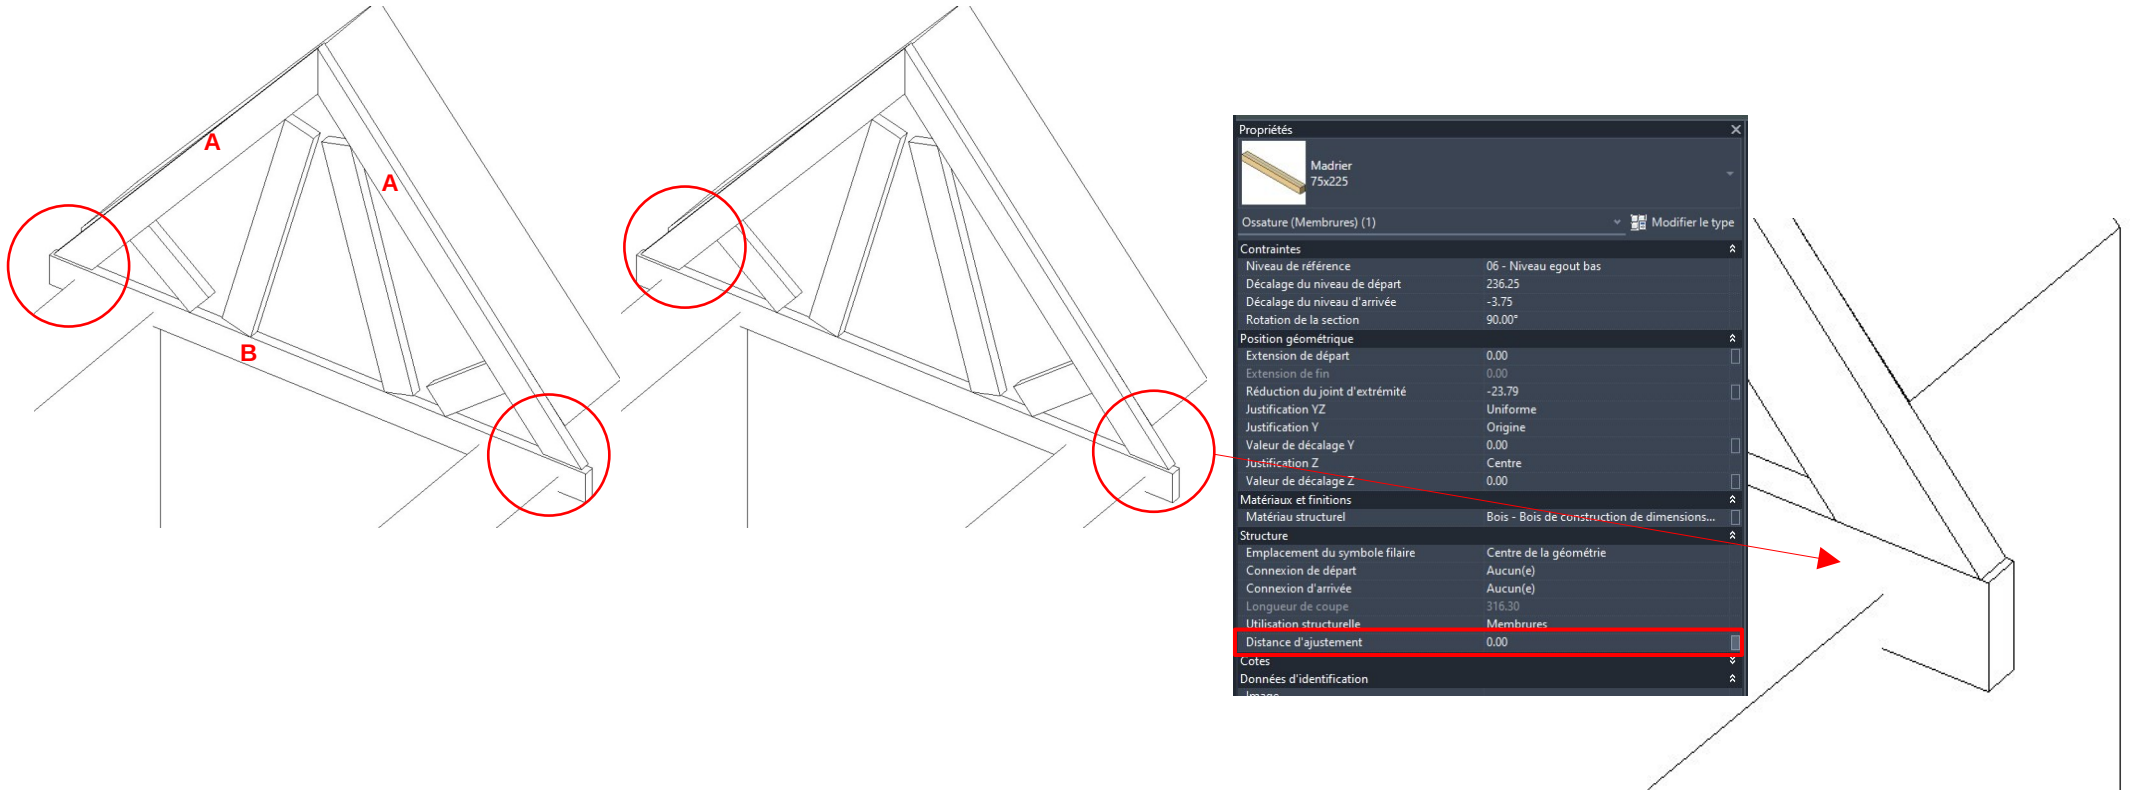 A
A
B
Propriétés
Madrier
75x225
Ossature (Membrures) (1) Modifier le type
Contraintes
Niveau de référence 06 - Niveau egout bas
Décalage du niveau de départ 236.25
Décalage du niveau d'arrivée -3.75
Rotation de la section 90.00°
Position géométrique
Extension de départ 0.00
Extension de fin 0.00
Réduction du joint d'extrémité -23.79
Justification YZ Uniforme
Justification Y Origine
Valeur de décalage Y 0.00
Justification Z Centre
Valeur de décalage Z 0.00
Matériaux et finitions
Matériau structurel Bois - Bois de construction de dimensions...
Structure
Emplacement du symbole filaire Centre de la géométrie
Connexion de départ Aucun(e)
Connexion d'arrivée Aucun(e)
Longueur de coupe 316.30
Utilisation structurelle Membrures
Distance d'ajustement 0.00
Cotes
Données d'identification
Image